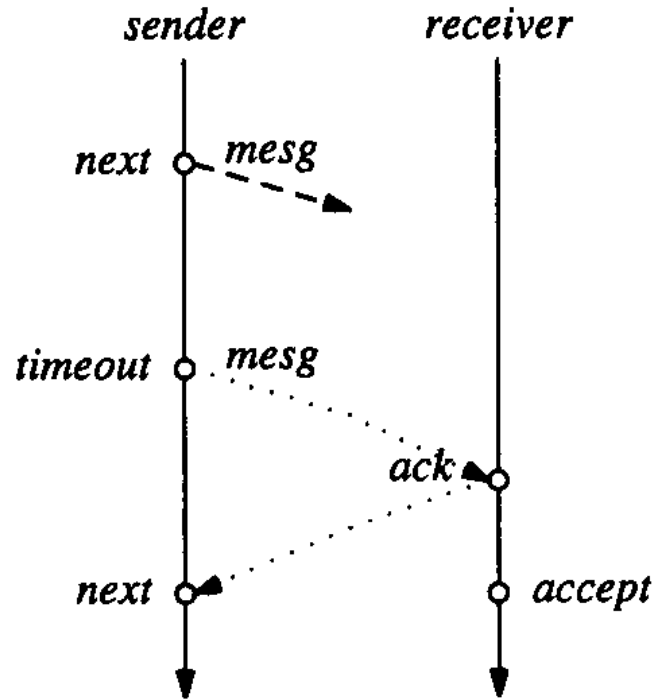 sender receiver
next mesg
timeout mesg
ack
next accept